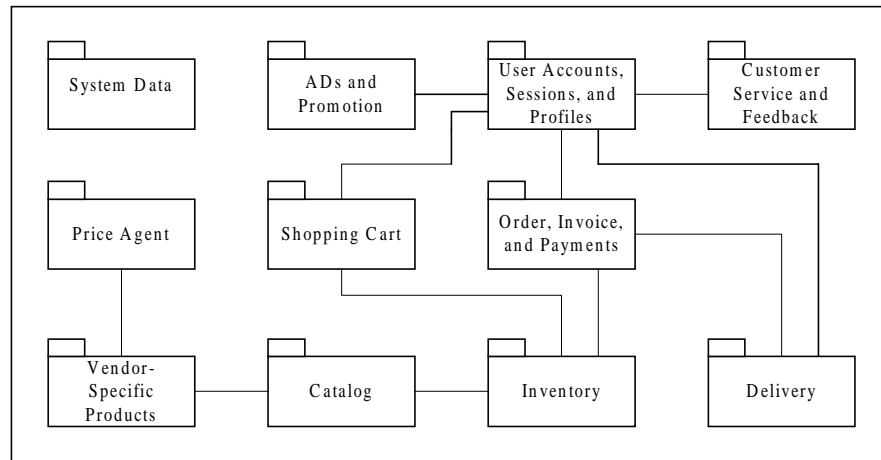 System Data
ADs and
Promotion
User Accounts,
Sessions, and
Profiles
Customer
Service and
Feedback
Price Agent
Shopping Cart
Order, Invoice,
and Payments
Vendor-
Specific
Products
Catalog
Inventory
Delivery